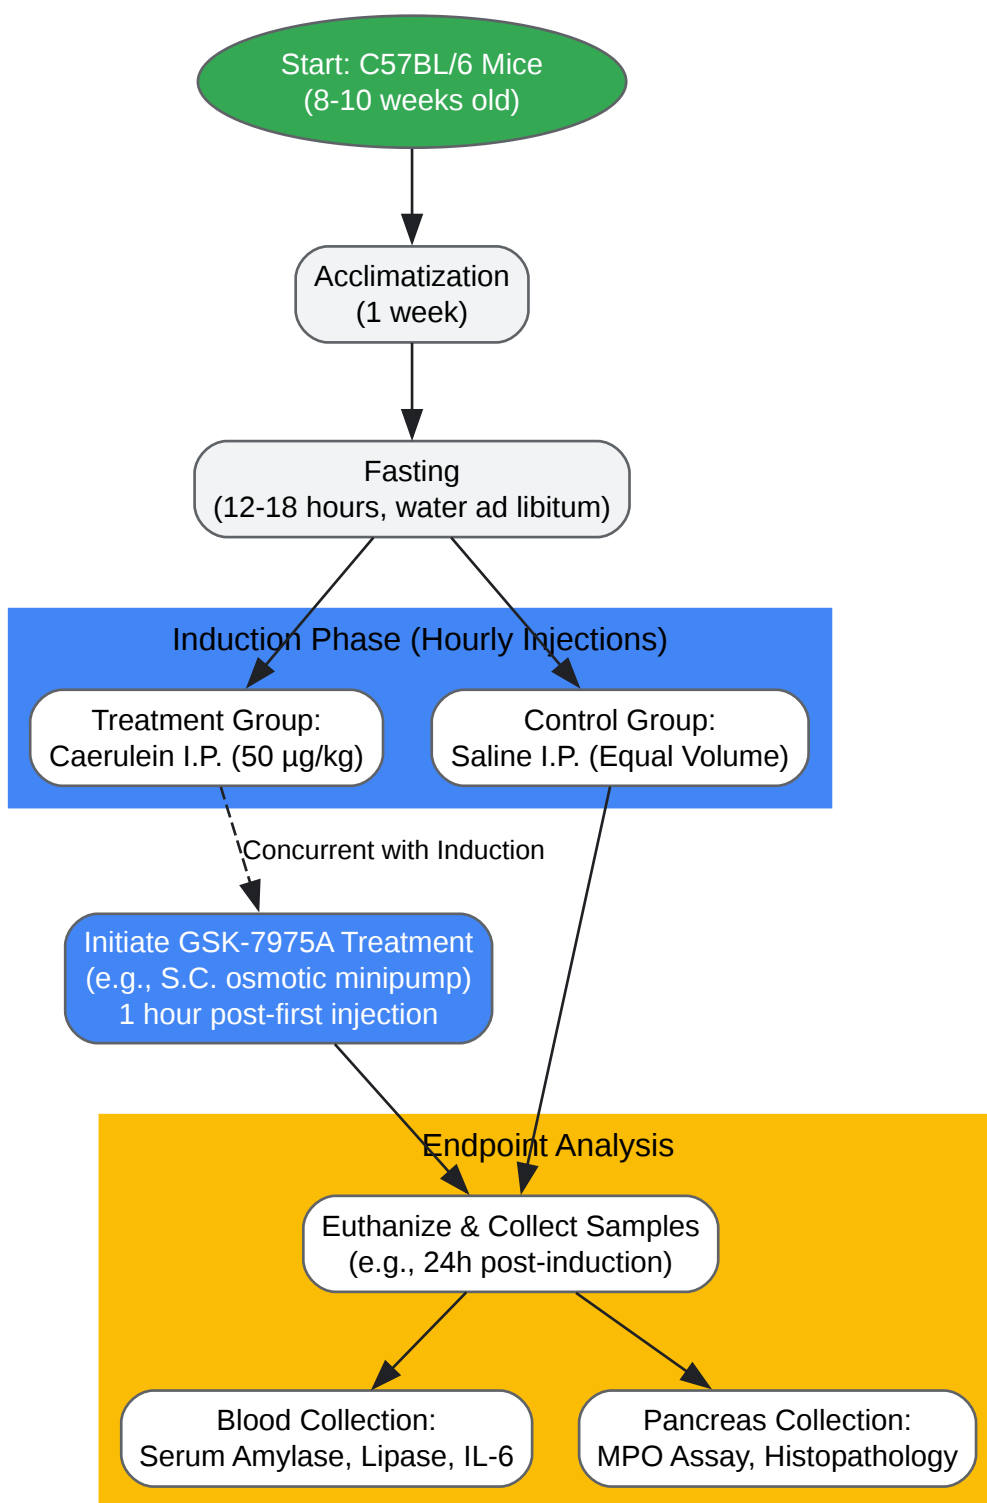 Start: C57BL/6 Mice
(8-10 weeks old)
Acclimatization
(1 week)
Fasting
(12-18 hours, water ad libitum)
Induction Phase (Hourly Injections)
Treatment Group:
Caerulein I.P. (50 µg/kg)
Control Group:
Saline I.P. (Equal Volume)
Concurrent with Induction
Initiate GSK-7975A Treatment
(e.g., S.C. osmotic minipump)
1 hour post-first injection
Endpoint Analysis
Euthanize & Collect Samples
(e.g., 24h post-induction)
Blood Collection:
Serum Amylase, Lipase, IL-6
Pancreas Collection:
MPO Assay, Histopathology